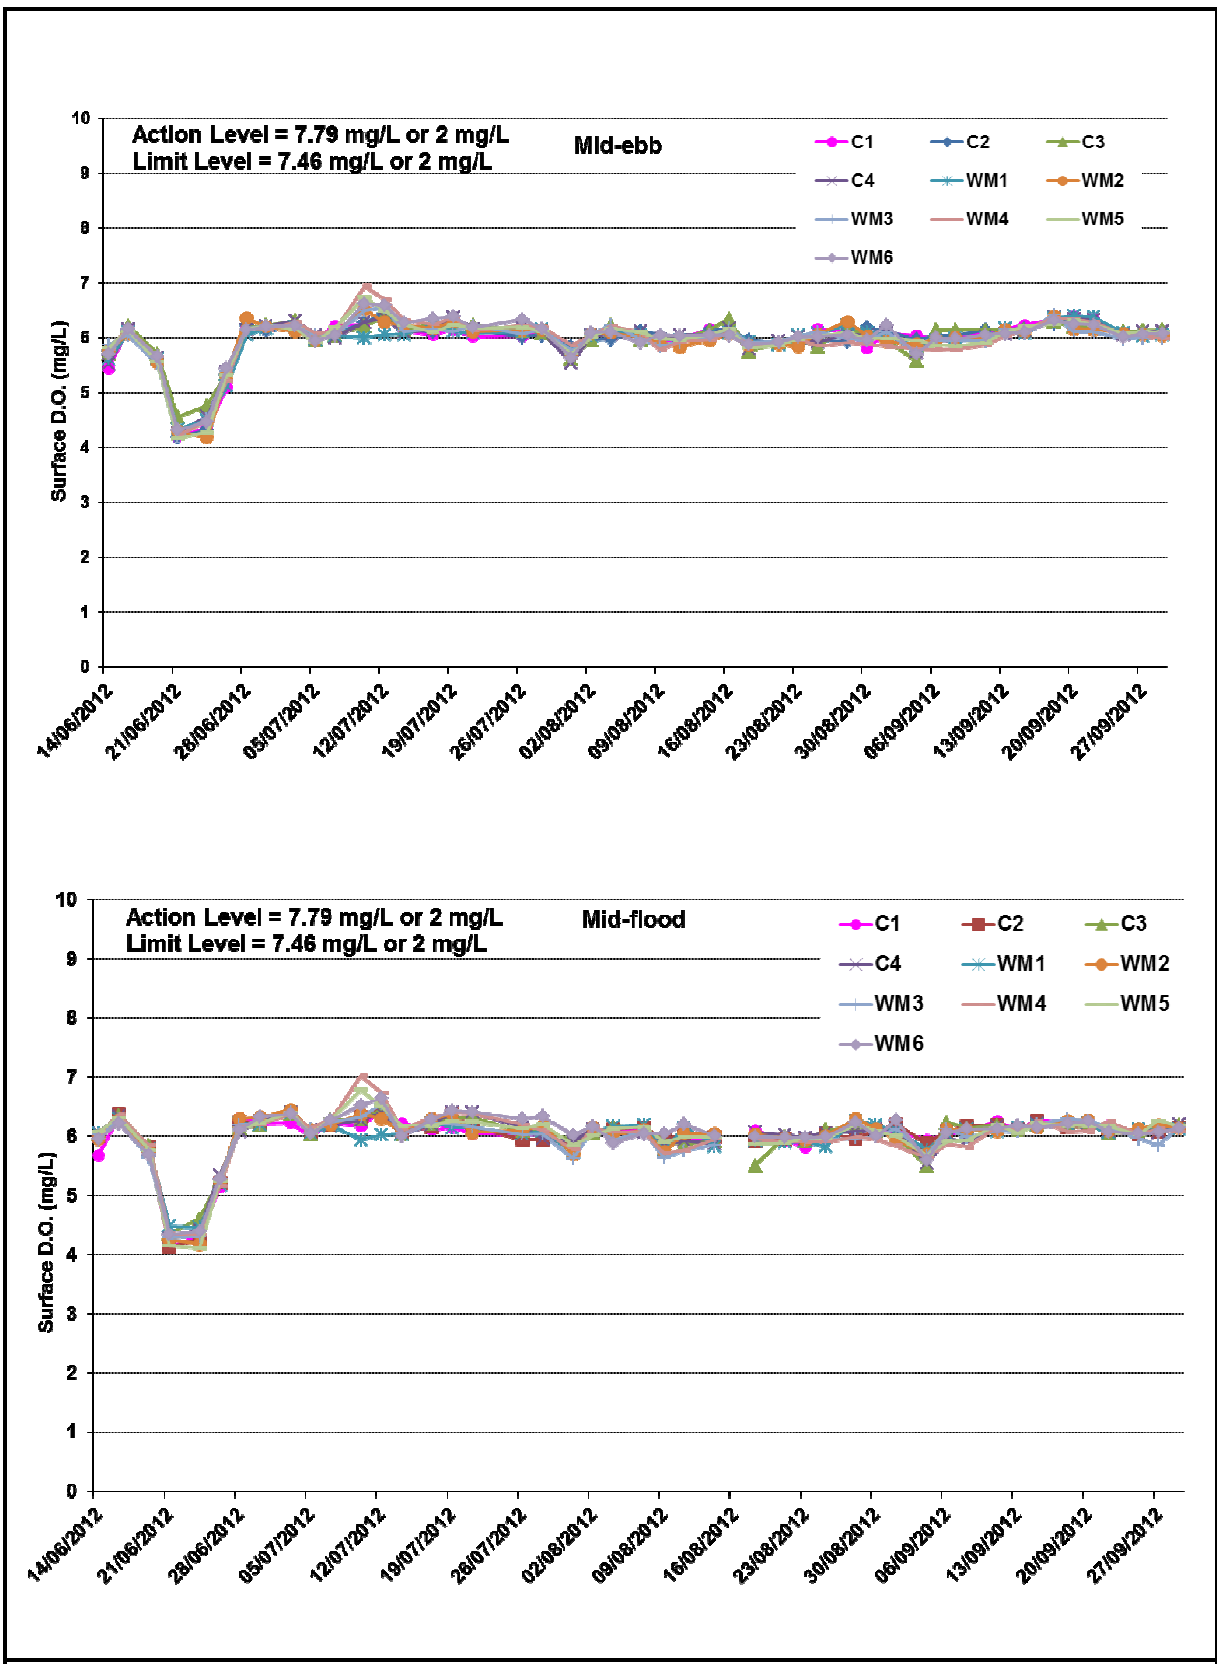 Action Level = 7.79 mg/L or 2 mg/L
Limit Level = 7.46 mg/L or 2 mg/L
Mid-ebb
C1 C2 C3
C4 WM1 WM2
WM3 WM4 WM5
WM6
Surface D.O. (mg/L)
10
9
8
7
6
5
4
3
2
1
0
14/06/2012 21/06/2012 28/06/2012 05/07/2012 12/07/2012 19/07/2012 26/07/2012 02/08/2012 09/08/2012 16/08/2012 23/08/2012 30/08/2012 06/09/2012 13/09/2012 20/09/2012 27/09/2012
Action Level = 7.79 mg/L or 2 mg/L
Limit Level = 7.46 mg/L or 2 mg/L
Mid-flood
C1 C2 C3
C4 WM1 WM2
WM3 WM4 WM5
WM6
Surface D.O. (mg/L)
10
9
8
7
6
5
4
3
2
1
0
14/06/2012 21/06/2012 28/06/2012 05/07/2012 12/07/2012 19/07/2012 26/07/2012 02/08/2012 09/08/2012 16/08/2012 23/08/2012 30/08/2012 06/09/2012 13/09/2012 20/09/2012 27/09/2012